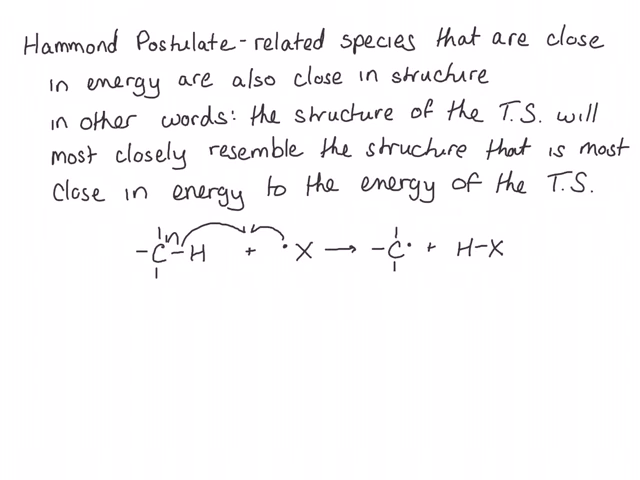 Hammond Postulate - related species that are close
in energy are also close in structure
in other words: the structure of the T.S. will
most closely resemble the structure that is most
close in energy to the energy of the T.S.
-C-H + ·X → -C· + H-X